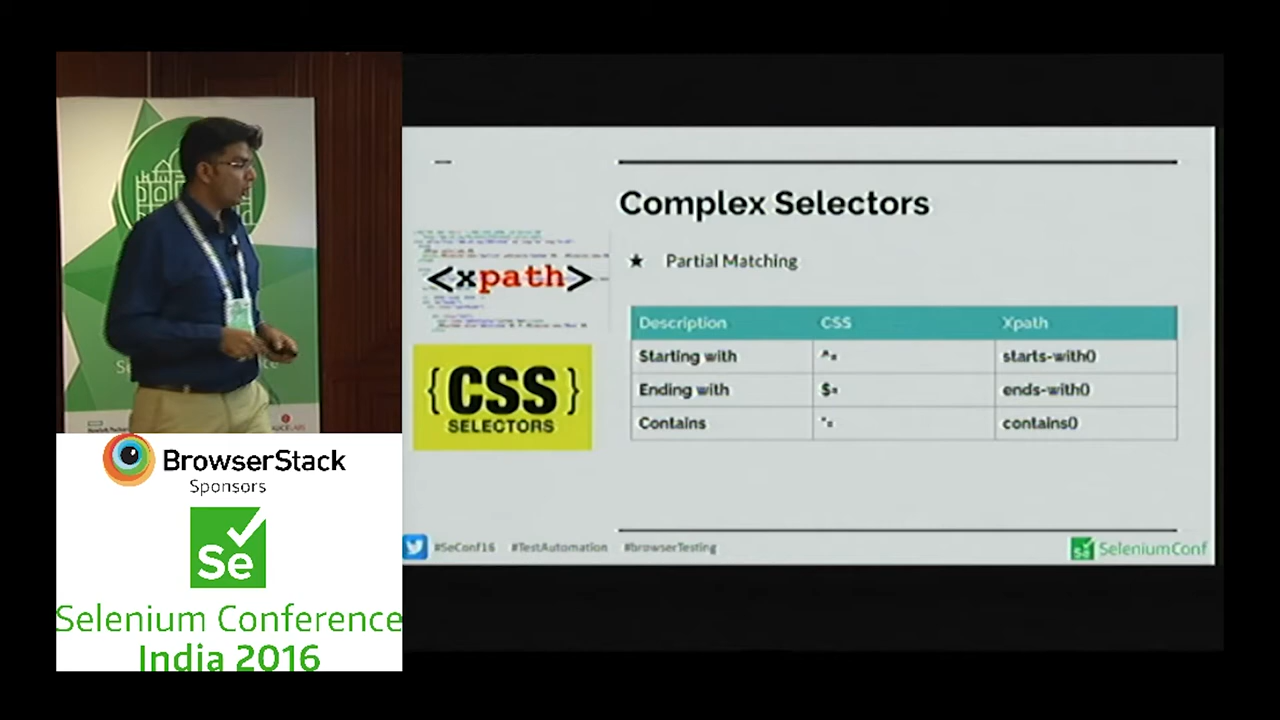 Complex Selectors
★ Partial Matching
<xpath>
{CSS}
SELECTORS
Description CSS Xpath
Starting with ^= starts-with()
Ending with $= ends-with()
Contains *= contains()
#SeConf16 #TestAutomation #browserTesting
Se SeleniumConf
BrowserStack
Sponsors
Se
Selenium Conference
India 2016